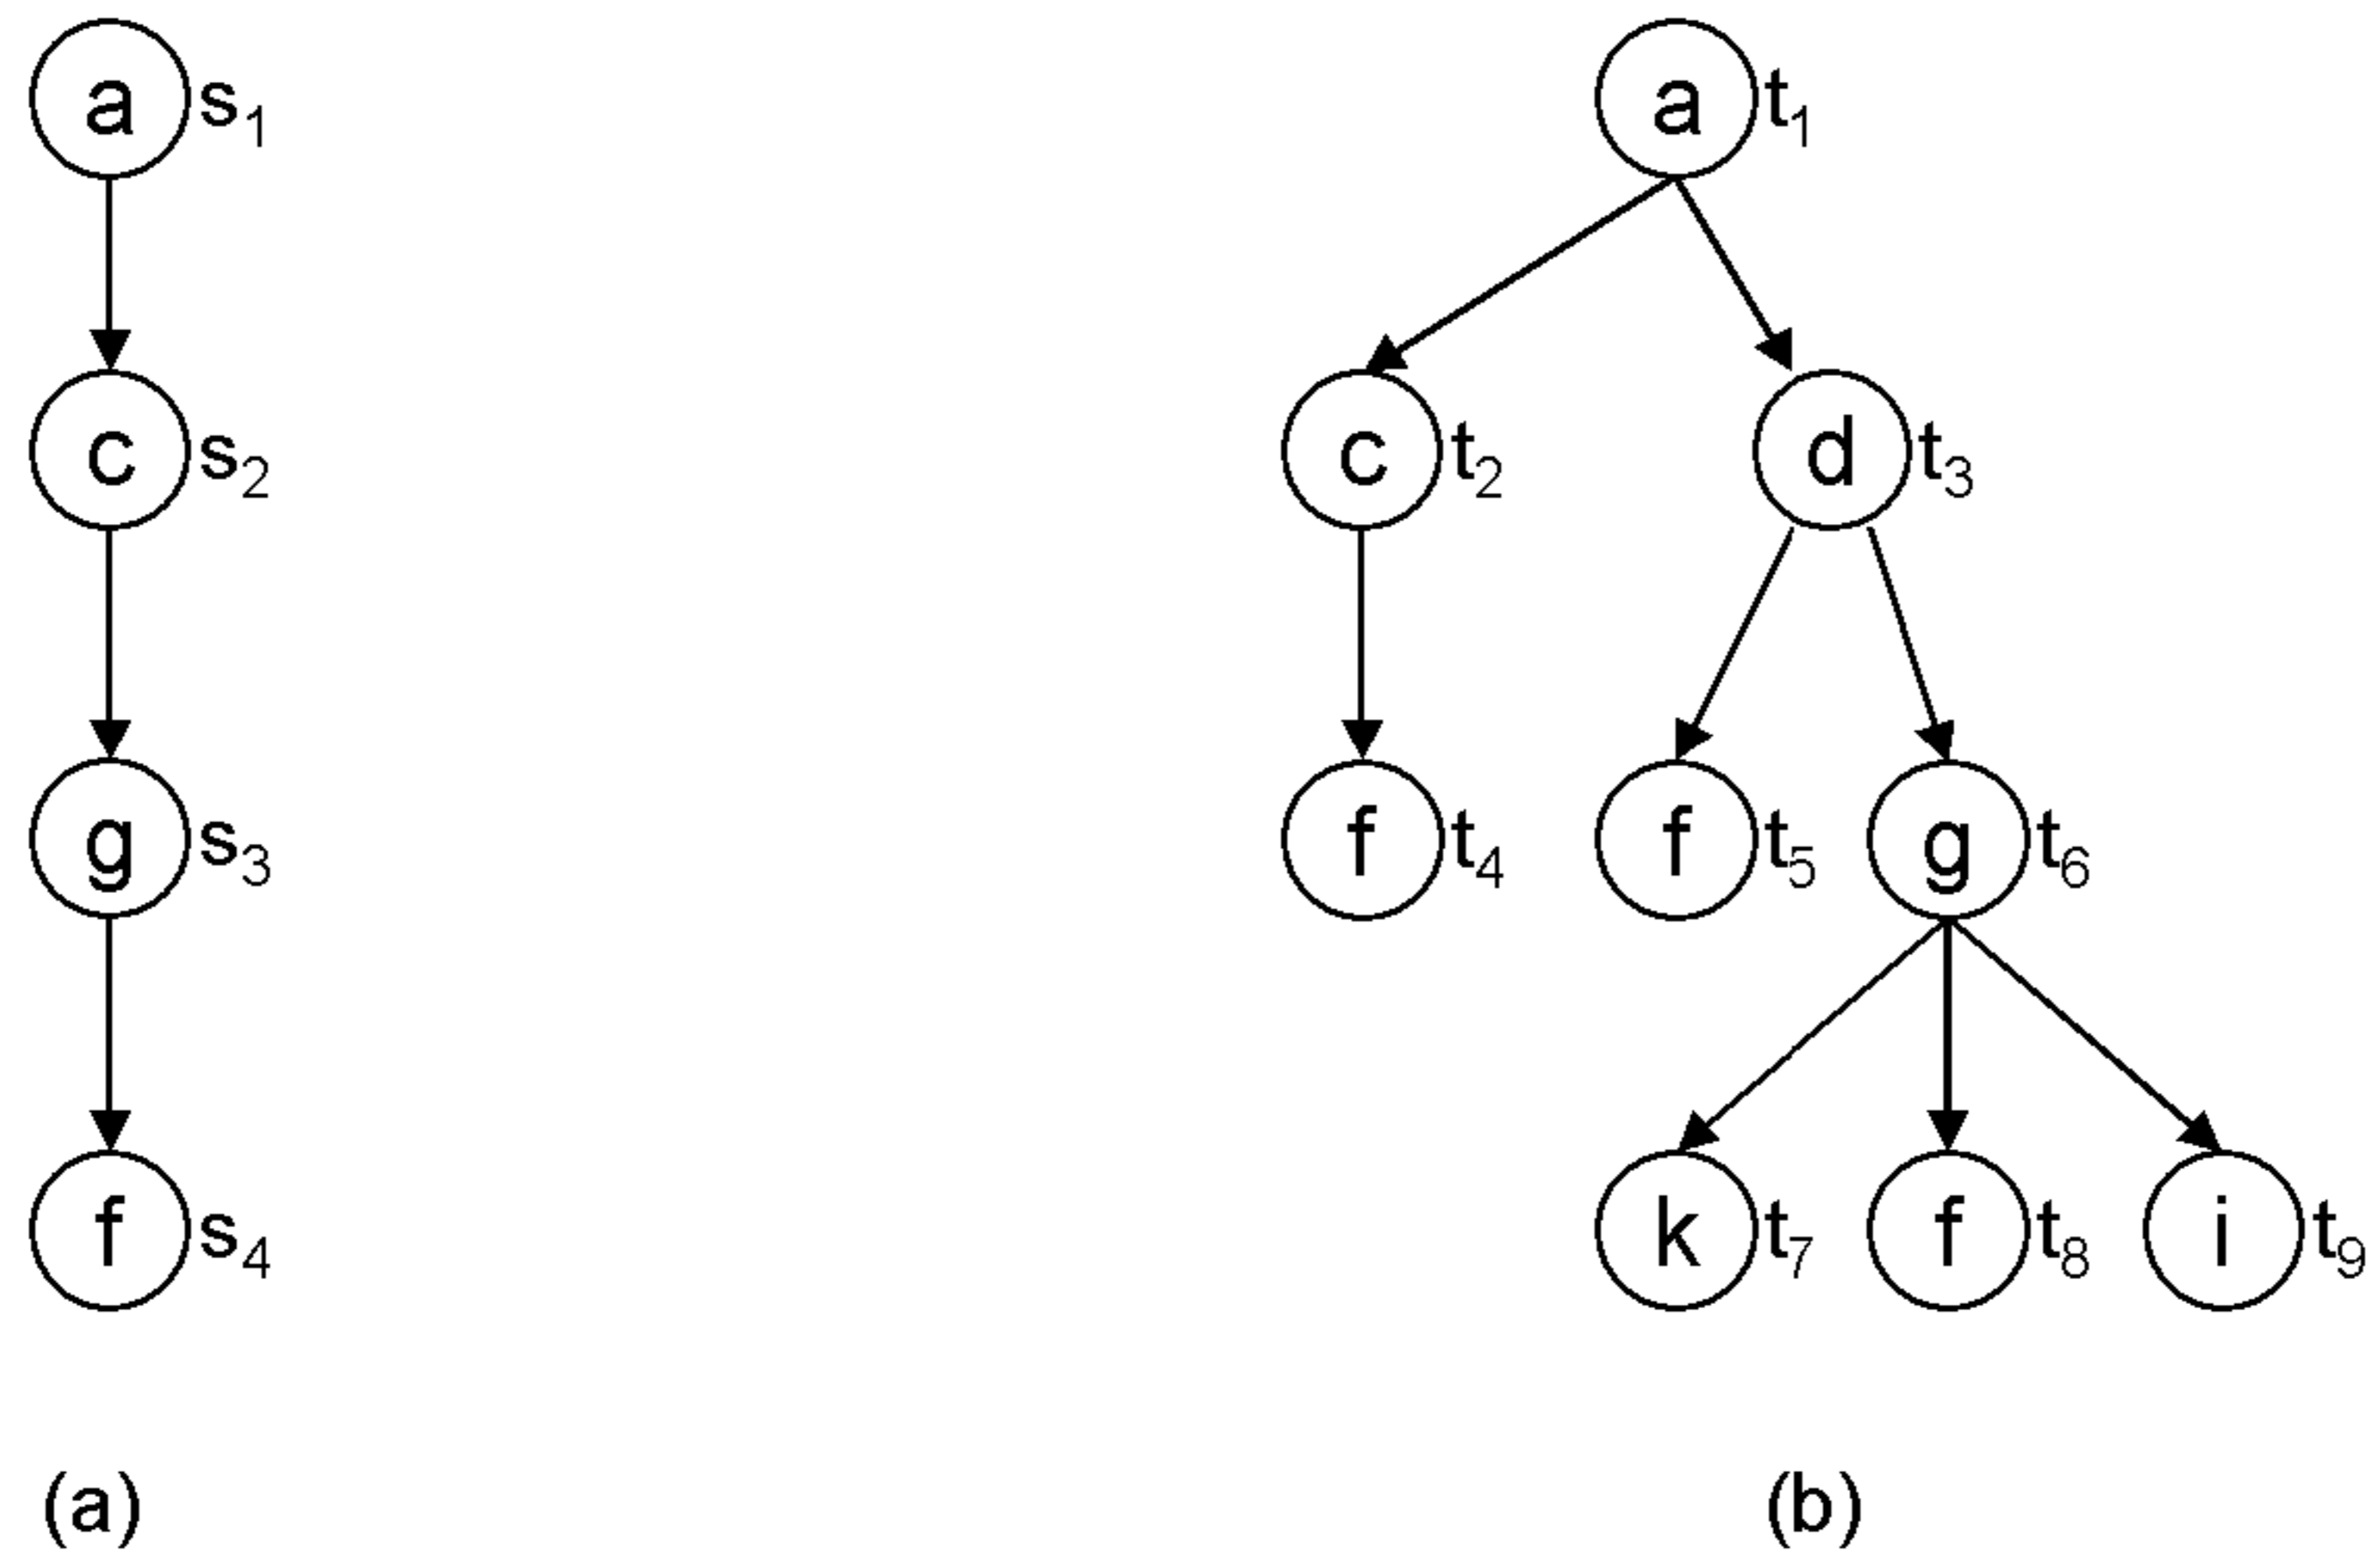 a s1 a t1
c s2 c t2 d t3
g s3 f t4 f t5 g t6
f s4 k t7 f t8 i t9
(a) (b)